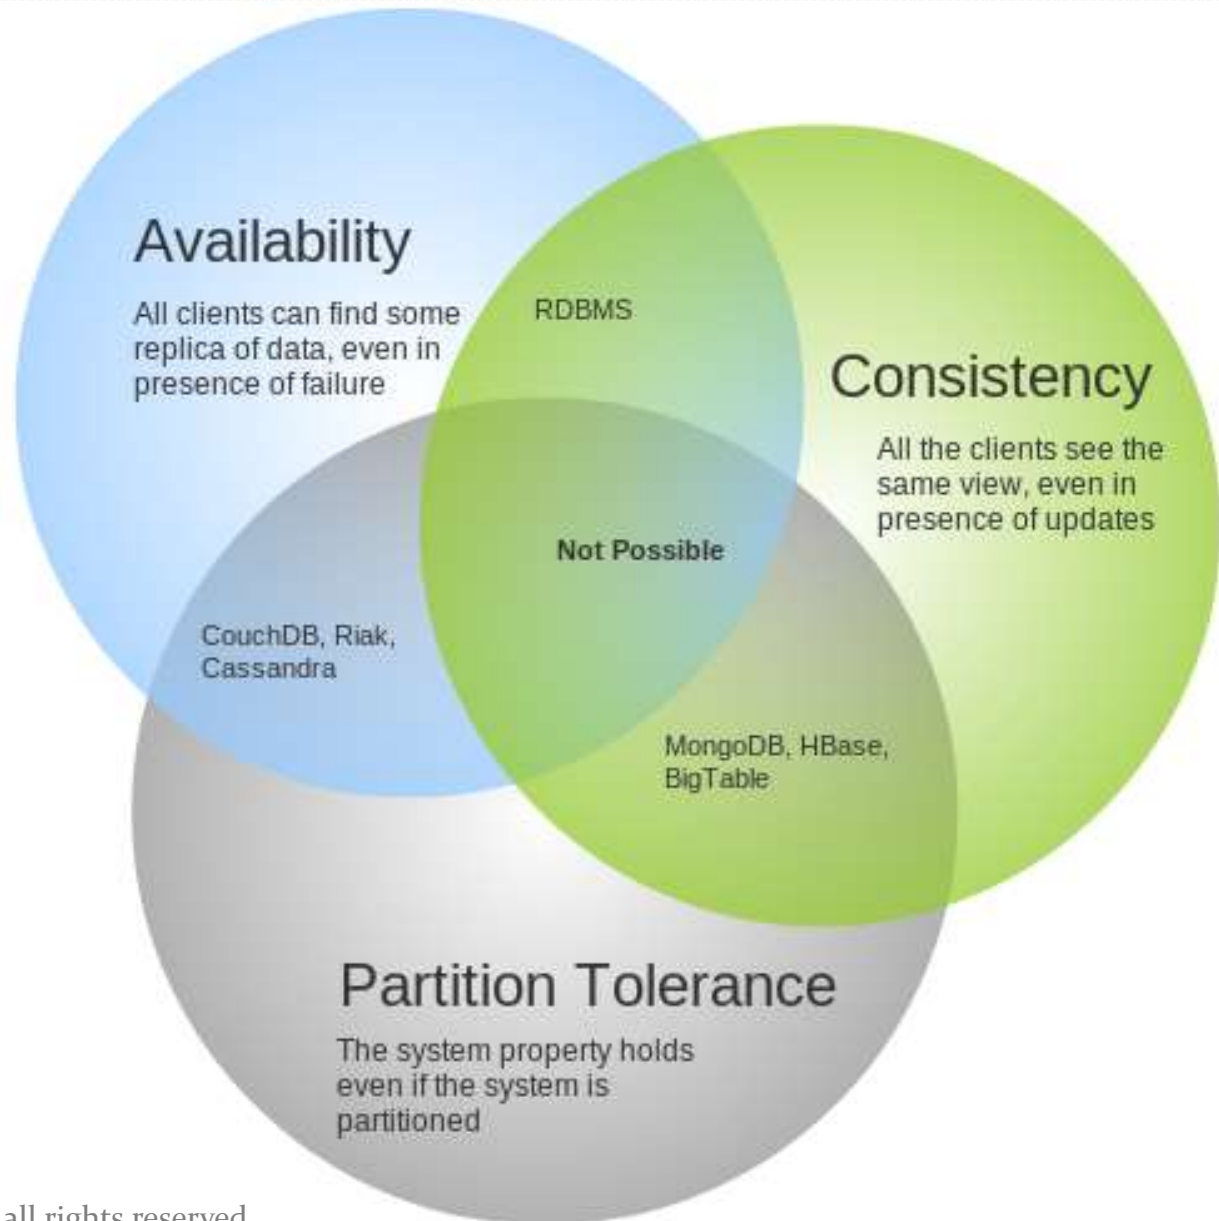 Availability
All clients can find some
replica of data, even in
presence of failure
RDBMS
Consistency
All the clients see the
same view, even in
presence of updates
Not Possible
CouchDB, Riak,
Cassandra
MongoDB, HBase,
BigTable
Partition Tolerance
The system property holds
even if the system is
partitioned
all rights reserved